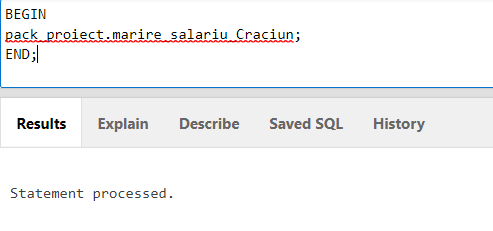 BEGIN
pack_proiect.marire_salariu_Craciun;
END;
Results Explain Describe Saved SQL History
Statement processed.